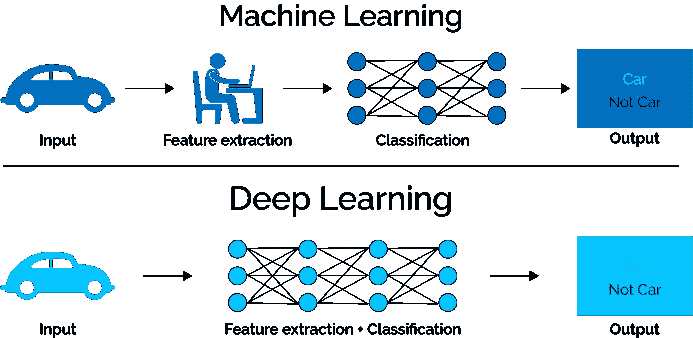 Machine Learning
Car
Not Car
Input
Feature extraction
Classification
Output
Deep Learning
Not Car
Input
Feature extraction + Classification
Output